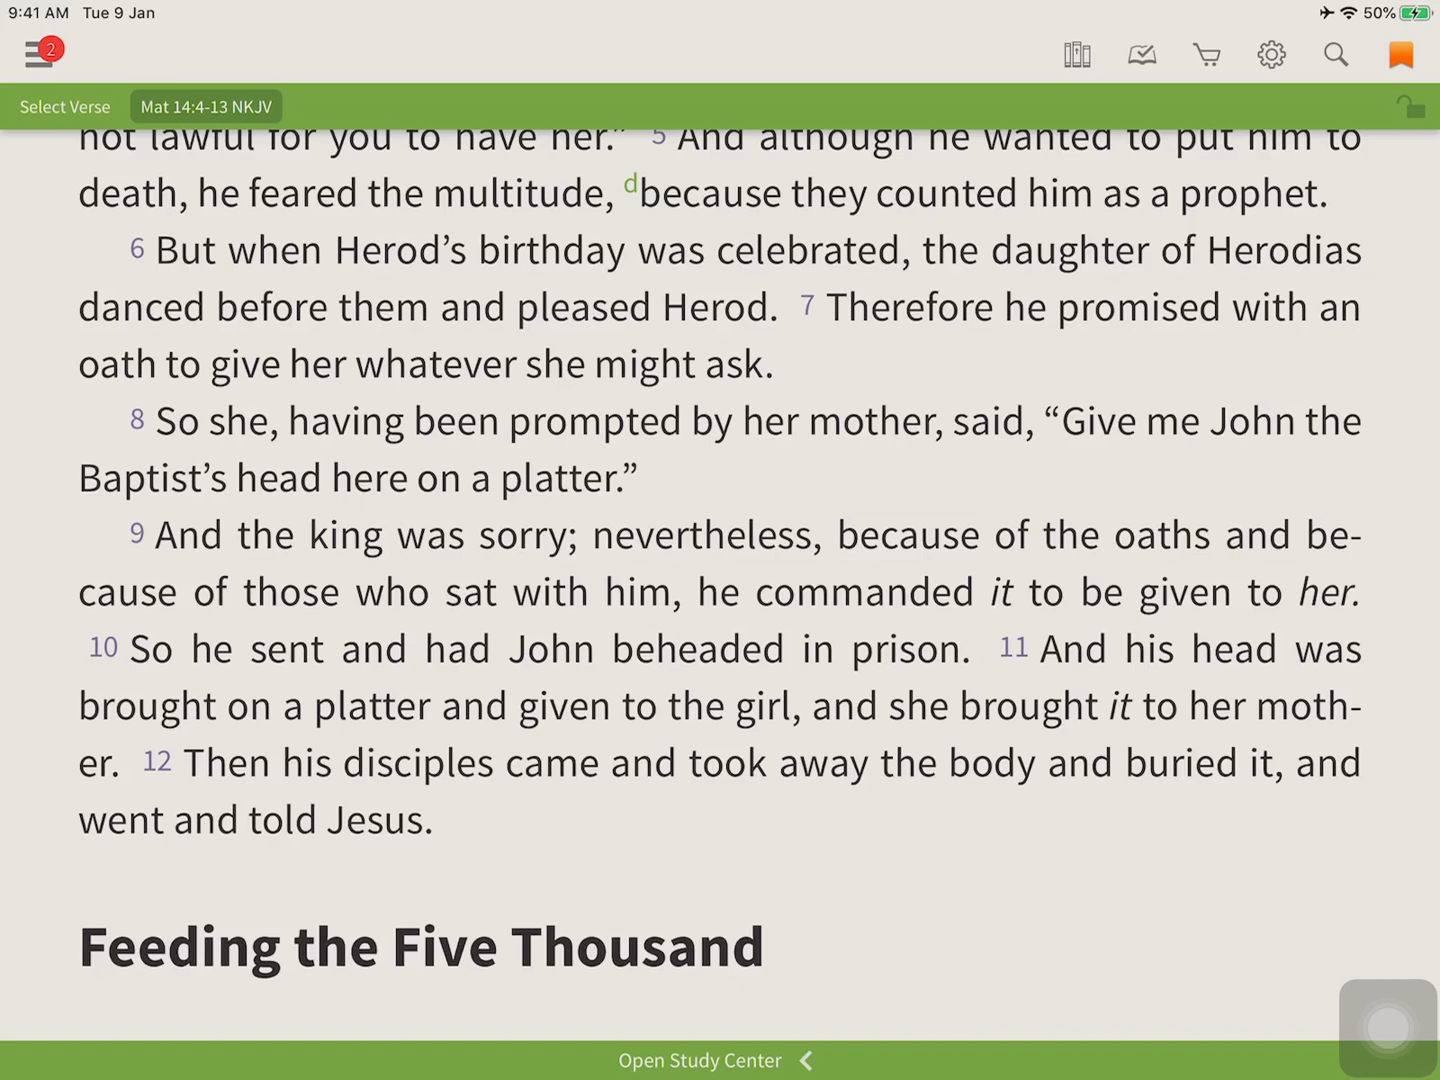 9:41 AM Tue 9 Jan 50%
2
Select Verse Mat 14:4-13 NKJV
not lawful for you to have her.” 5 And although he wanted to put him to
death, he feared the multitude, dbecause they counted him as a prophet.
6 But when Herod’s birthday was celebrated, the daughter of Herodias
danced before them and pleased Herod. 7 Therefore he promised with an
oath to give her whatever she might ask.
8 So she, having been prompted by her mother, said, “Give me John the
Baptist’s head here on a platter.”
9 And the king was sorry; nevertheless, because of the oaths and be-
cause of those who sat with him, he commanded it to be given to her.
10 So he sent and had John beheaded in prison. 11 And his head was
brought on a platter and given to the girl, and she brought it to her moth-
er. 12 Then his disciples came and took away the body and buried it, and
went and told Jesus.
Feeding the Five Thousand
Open Study Center